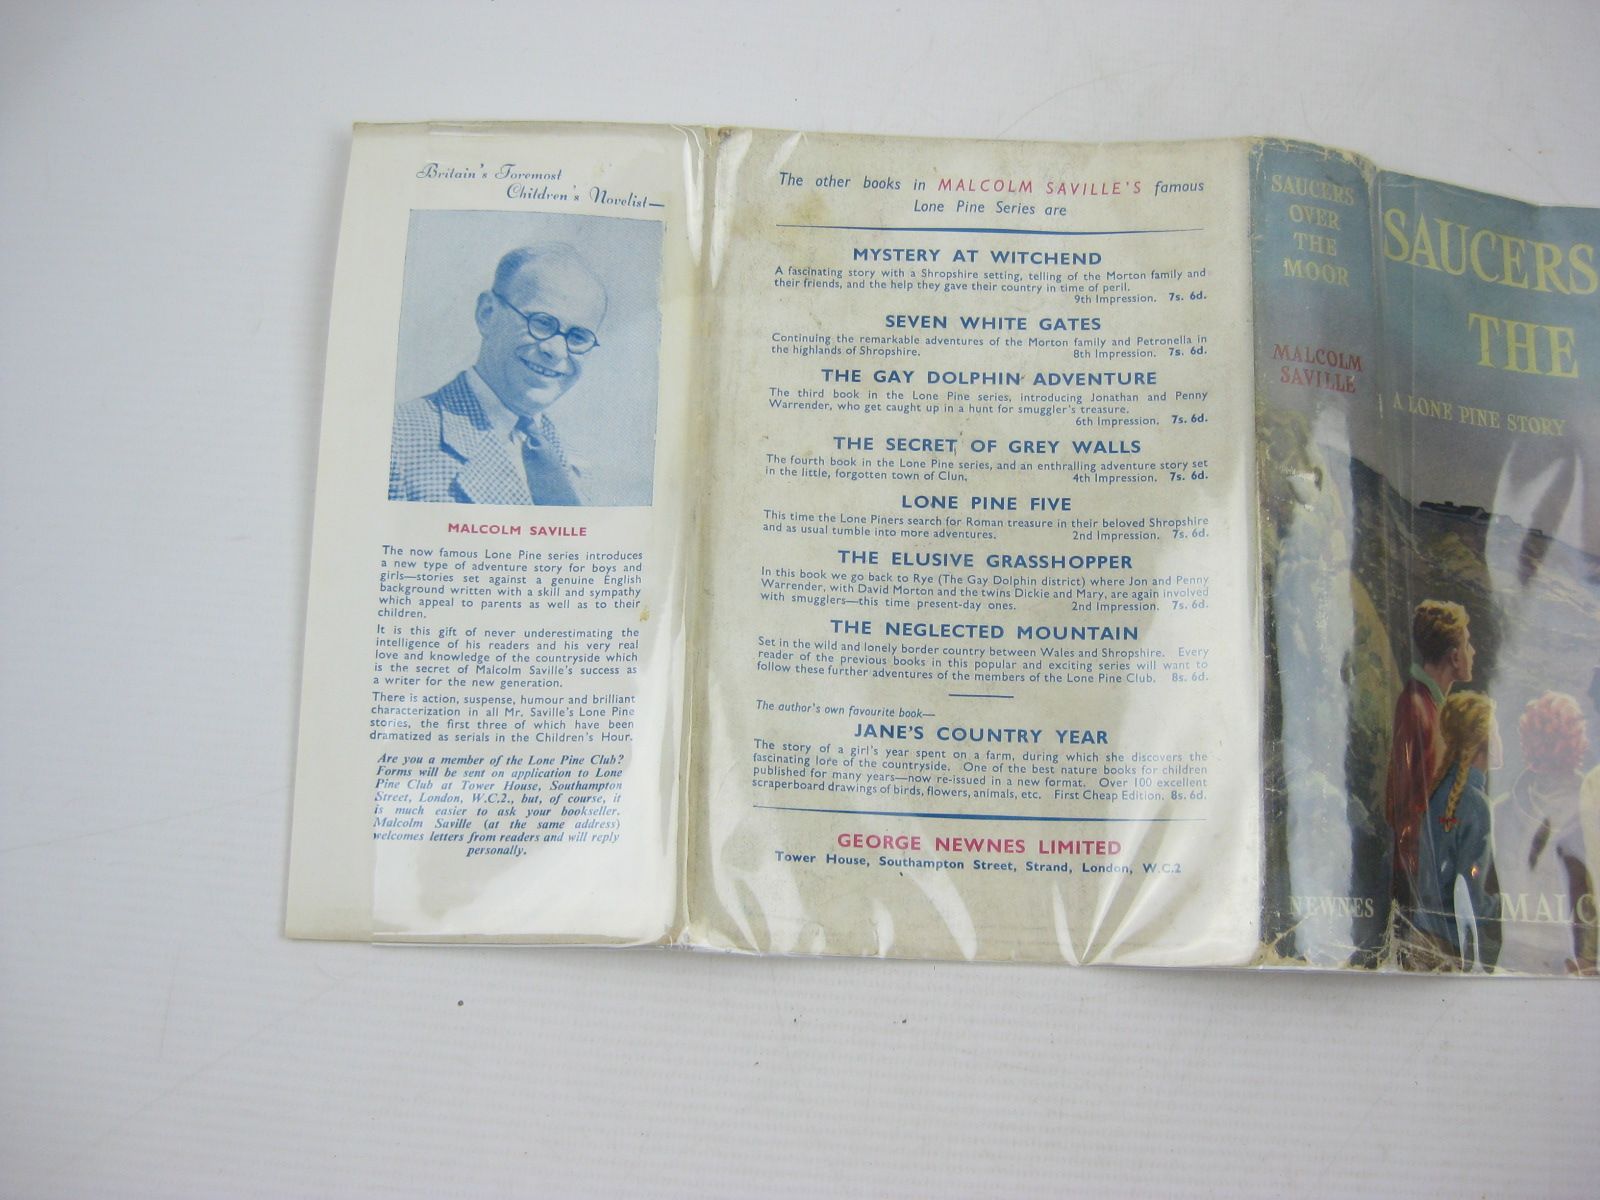 Britain's Foremost
Children's Novelist—
MALCOLM SAVILLE
The now famous Lone Pine series introduces
a new type of adventure story for boys and
girls—stories set against a genuine English
background written with a skill and sympathy
which appeal to parents as well as to their
children.
It is this gift of never underestimating the
intelligence of his readers and his very real
love and knowledge of the countryside which
is the secret of Malcolm Saville's success as
a writer for the new generation.
There is action, suspense, humour and brilliant
characterization in all Mr. Saville's Lone Pine
stories, the first three of which have been
dramatized as serials in the Children's Hour.
Are you a member of the Lone Pine Club?
Forms will be sent on application to Lone
Pine Club at Tower House, Southampton
Street, London, W.C.2., but, of course, it
is much easier to ask your bookseller.
Malcolm Saville (at the same address)
welcomes letters from readers and will reply
personally.
The other books in MALCOLM SAVILLE'S famous
Lone Pine Series are
MYSTERY AT WITCHEND
A fascinating story with a Shropshire setting, telling of the Morton family and
their friends, and the help they gave their country in time of peril.
9th Impression. 7s. 6d.
SEVEN WHITE GATES
Continuing the remarkable adventures of the Morton family and Petronella in
the highlands of Shropshire. 8th Impression. 7s. 6d.
THE GAY DOLPHIN ADVENTURE
The third book in the Lone Pine series, introducing Jonathan and Penny
Warrender, who get caught up in a hunt for smuggler's treasure.
6th Impression. 7s. 6d.
THE SECRET OF GREY WALLS
The fourth book in the Lone Pine series, and an enthralling adventure story set
in the little, forgotten town of Clun. 4th Impression. 7s. 6d.
LONE PINE FIVE
This time the Lone Piners search for Roman treasure in their beloved Shropshire
and as usual tumble into more adventures. 2nd Impression. 7s. 6d.
THE ELUSIVE GRASSHOPPER
In this book we go back to Rye (The Gay Dolphin district) where Jon and Penny
Warrender, with David Morton and the twins Dickie and Mary, are again involved
with smugglers—this time present-day ones. 2nd Impression. 7s. 6d.
THE NEGLECTED MOUNTAIN
Set in the wild and lonely border country between Wales and Shropshire. Every
reader of the previous books in this popular and exciting series will want to
follow these further adventures of the members of the Lone Pine Club. 8s. 6d.
The author's own favourite book—
JANE'S COUNTRY YEAR
The story of a girl's year spent on a farm, during which she discovers the
fascinating lore of the countryside. One of the best nature books for children
published for many years—now re-issued in a new format. Over 100 excellent
scraperboard drawings of birds, flowers, animals, etc. First Cheap Edition. 8s. 6d.
GEORGE NEWNES LIMITED
Tower House, Southampton Street, Strand, London, W.C.2
SAUCERS
OVER
THE
MOOR
MALCOLM
SAVILLE
NEWNES
SAUCERS
THE
A LONE PINE STORY
MALC